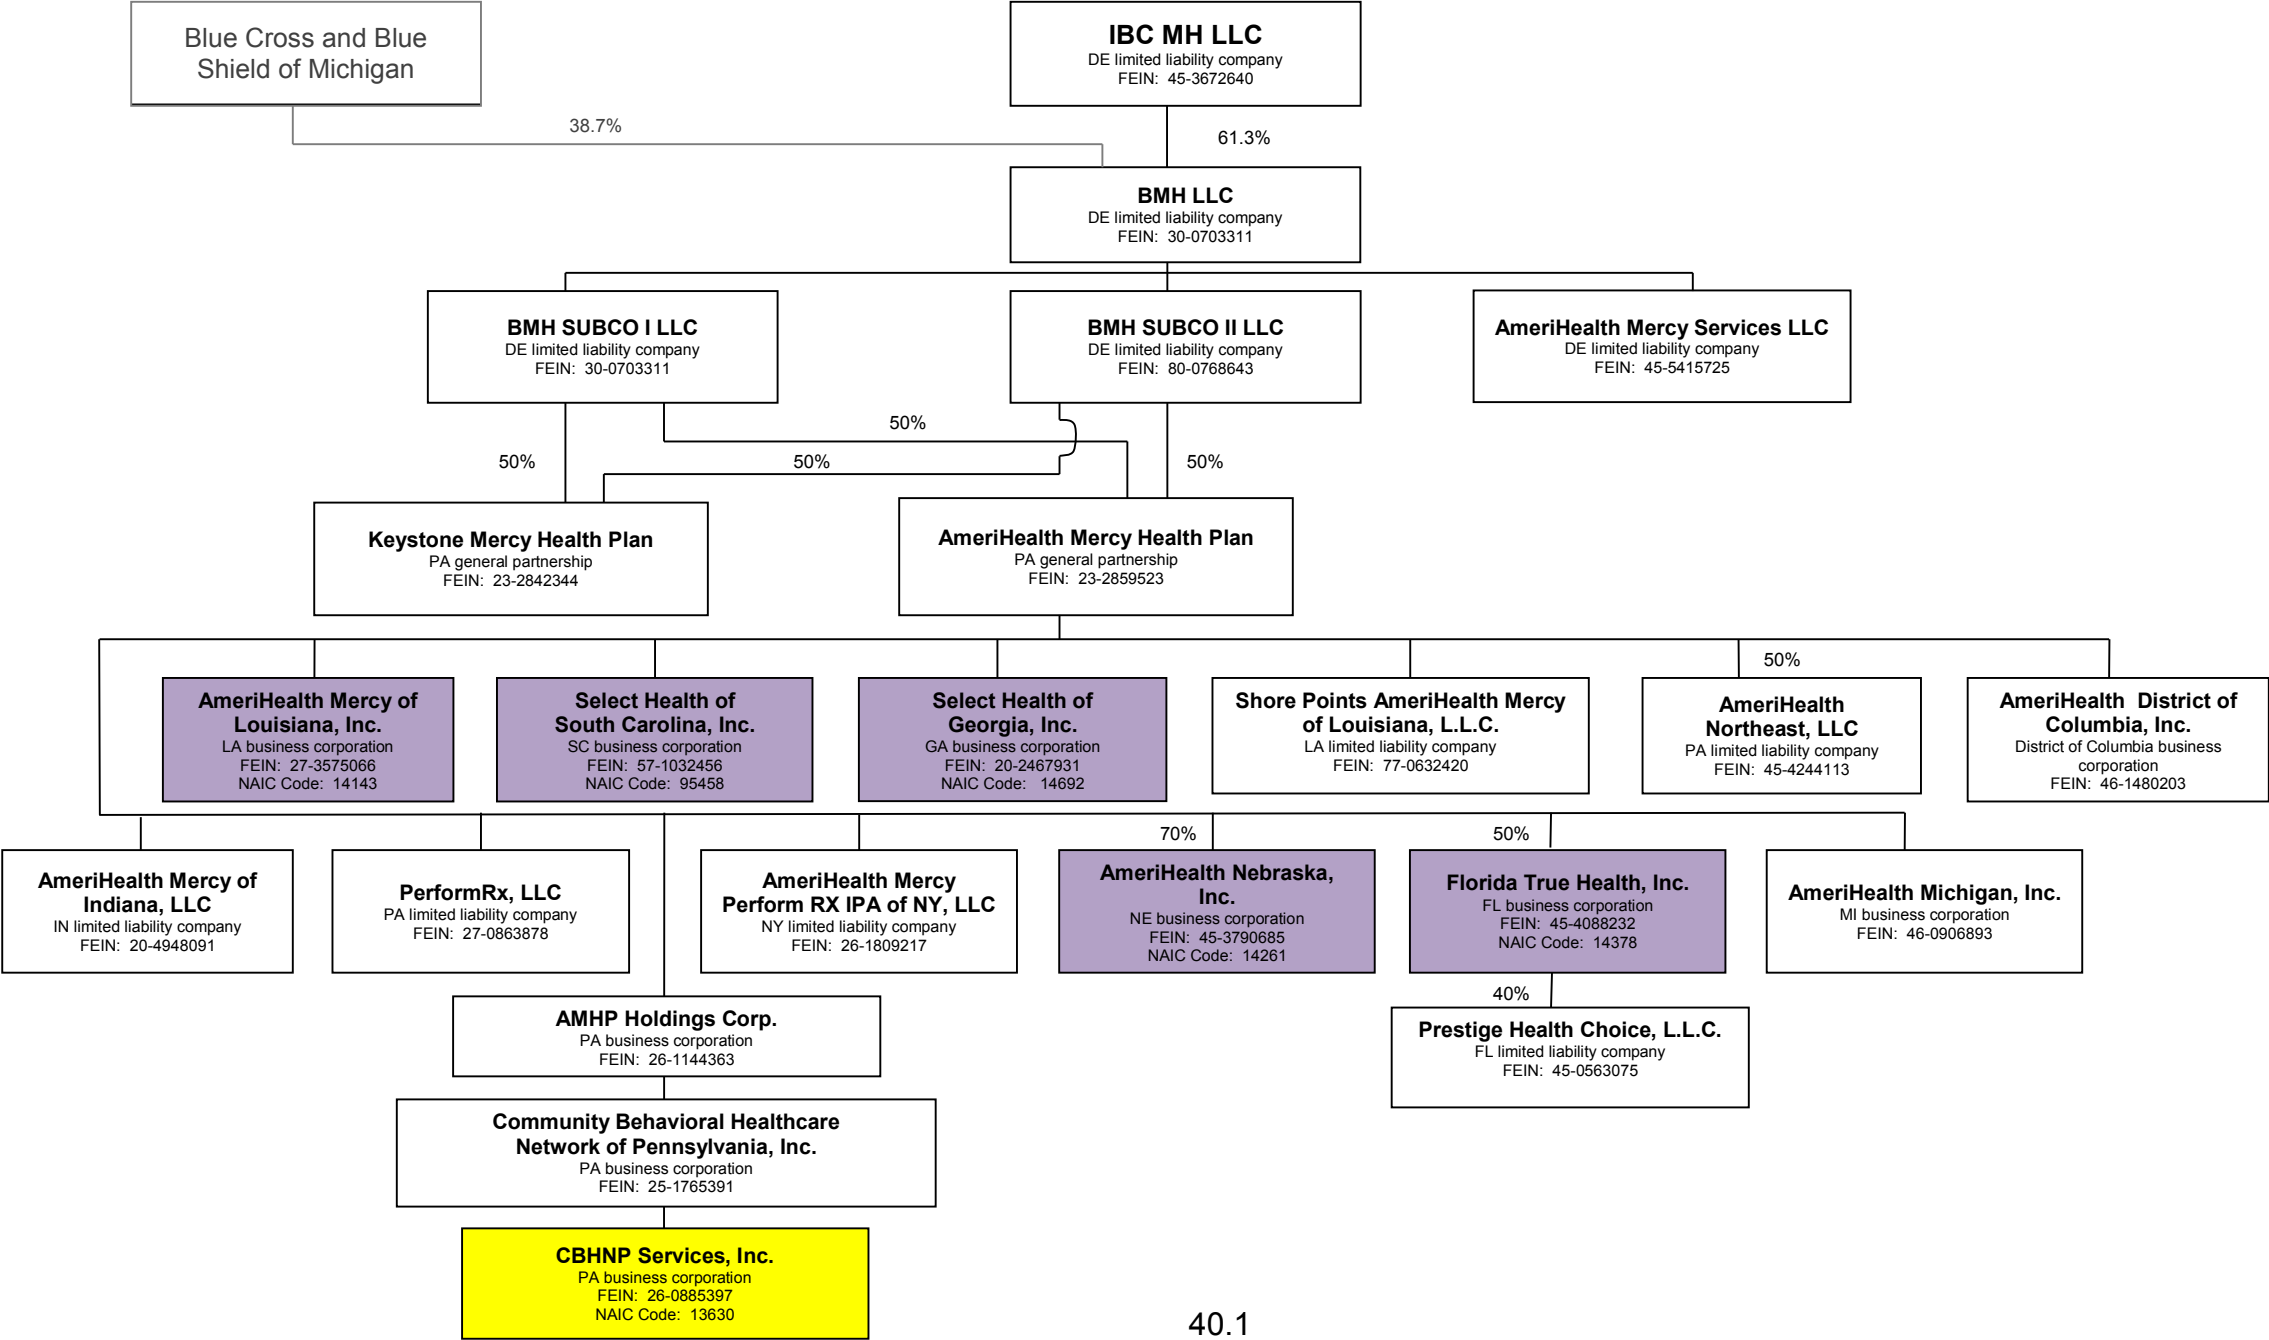 Blue Cross and Blue
Shield of Michigan
IBC MH LLC
DE limited liability company
FEIN: 45-3672640
38.7%
61.3%
BMH LLC
DE limited liability company
FEIN: 30-0703311
BMH SUBCO I LLC
DE limited liability company
FEIN: 30-0703311
BMH SUBCO II LLC
DE limited liability company
FEIN: 80-0768643
AmeriHealth Mercy Services LLC
DE limited liability company
FEIN: 45-5415725
50%
50%
50%
50%
Keystone Mercy Health Plan
PA general partnership
FEIN: 23-2842344
AmeriHealth Mercy Health Plan
PA general partnership
FEIN: 23-2859523
50%
AmeriHealth Mercy of
Louisiana, Inc.
LA business corporation
FEIN: 27-3575066
NAIC Code: 14143
Select Health of
South Carolina, Inc.
SC business corporation
FEIN: 57-1032456
NAIC Code: 95458
Select Health of
Georgia, Inc.
GA business corporation
FEIN: 20-2467931
NAIC Code: 14692
Shore Points AmeriHealth Mercy
of Louisiana, L.L.C.
LA limited liability company
FEIN: 77-0632420
AmeriHealth
Northeast, LLC
PA limited liability company
FEIN: 45-4244113
AmeriHealth District of
Columbia, Inc.
District of Columbia business
corporation
FEIN: 46-1480203
70%
50%
AmeriHealth Mercy of
Indiana, LLC
IN limited liability company
FEIN: 20-4948091
PerformRx, LLC
PA limited liability company
FEIN: 27-0863878
AmeriHealth Mercy
Perform RX IPA of NY, LLC
NY limited liability company
FEIN: 26-1809217
AmeriHealth Nebraska,
Inc.
NE business corporation
FEIN: 45-3790685
NAIC Code: 14261
Florida True Health, Inc.
FL business corporation
FEIN: 45-4088232
NAIC Code: 14378
AmeriHealth Michigan, Inc.
MI business corporation
FEIN: 46-0906893
40%
AMHP Holdings Corp.
PA business corporation
FEIN: 26-1144363
Prestige Health Choice, L.L.C.
FL limited liability company
FEIN: 45-0563075
Community Behavioral Healthcare
Network of Pennsylvania, Inc.
PA business corporation
FEIN: 25-1765391
CBHNP Services, Inc.
PA business corporation
FEIN: 26-0885397
NAIC Code: 13630
40.1